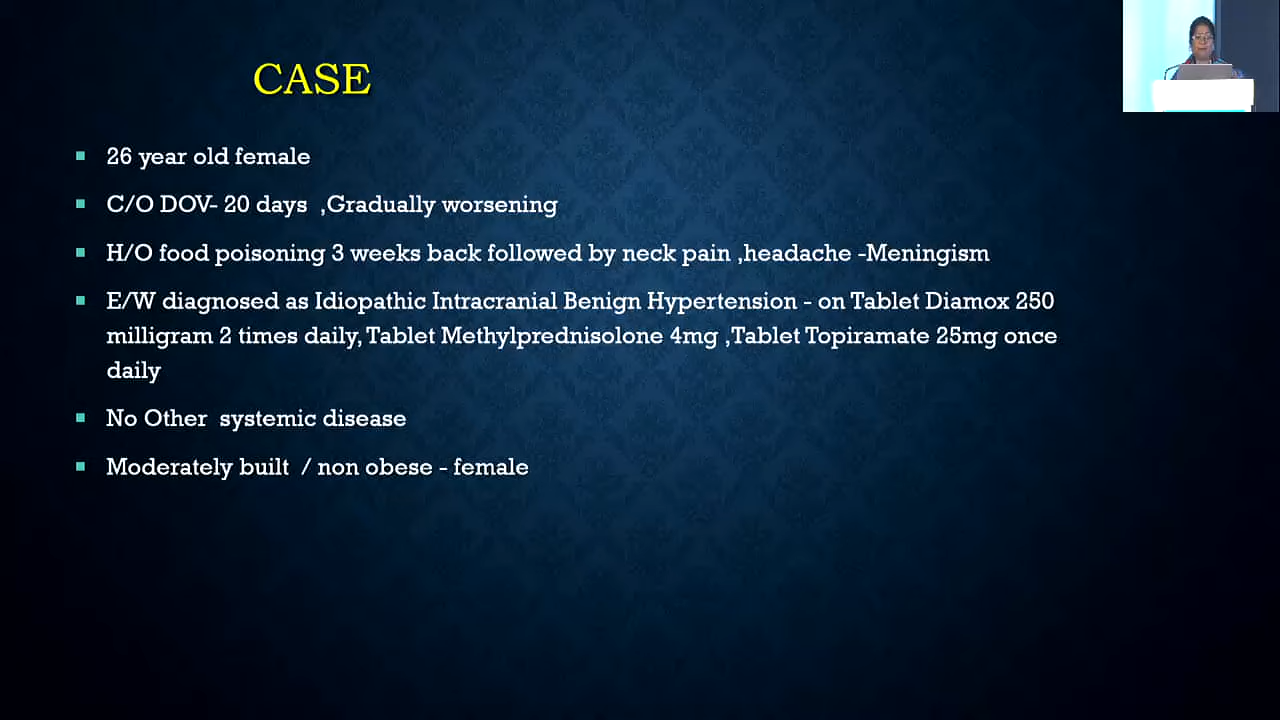 CASE
26 year old female
C/O DOV- 20 days ,Gradually worsening
H/O food poisoning 3 weeks back followed by neck pain ,headache -Meningism
E/W diagnosed as Idiopathic Intracranial Benign Hypertension - on Tablet Diamox 250
milligram 2 times daily, Tablet Methylprednisolone 4mg ,Tablet Topiramate 25mg once
daily
No Other systemic disease
Moderately built / non obese - female